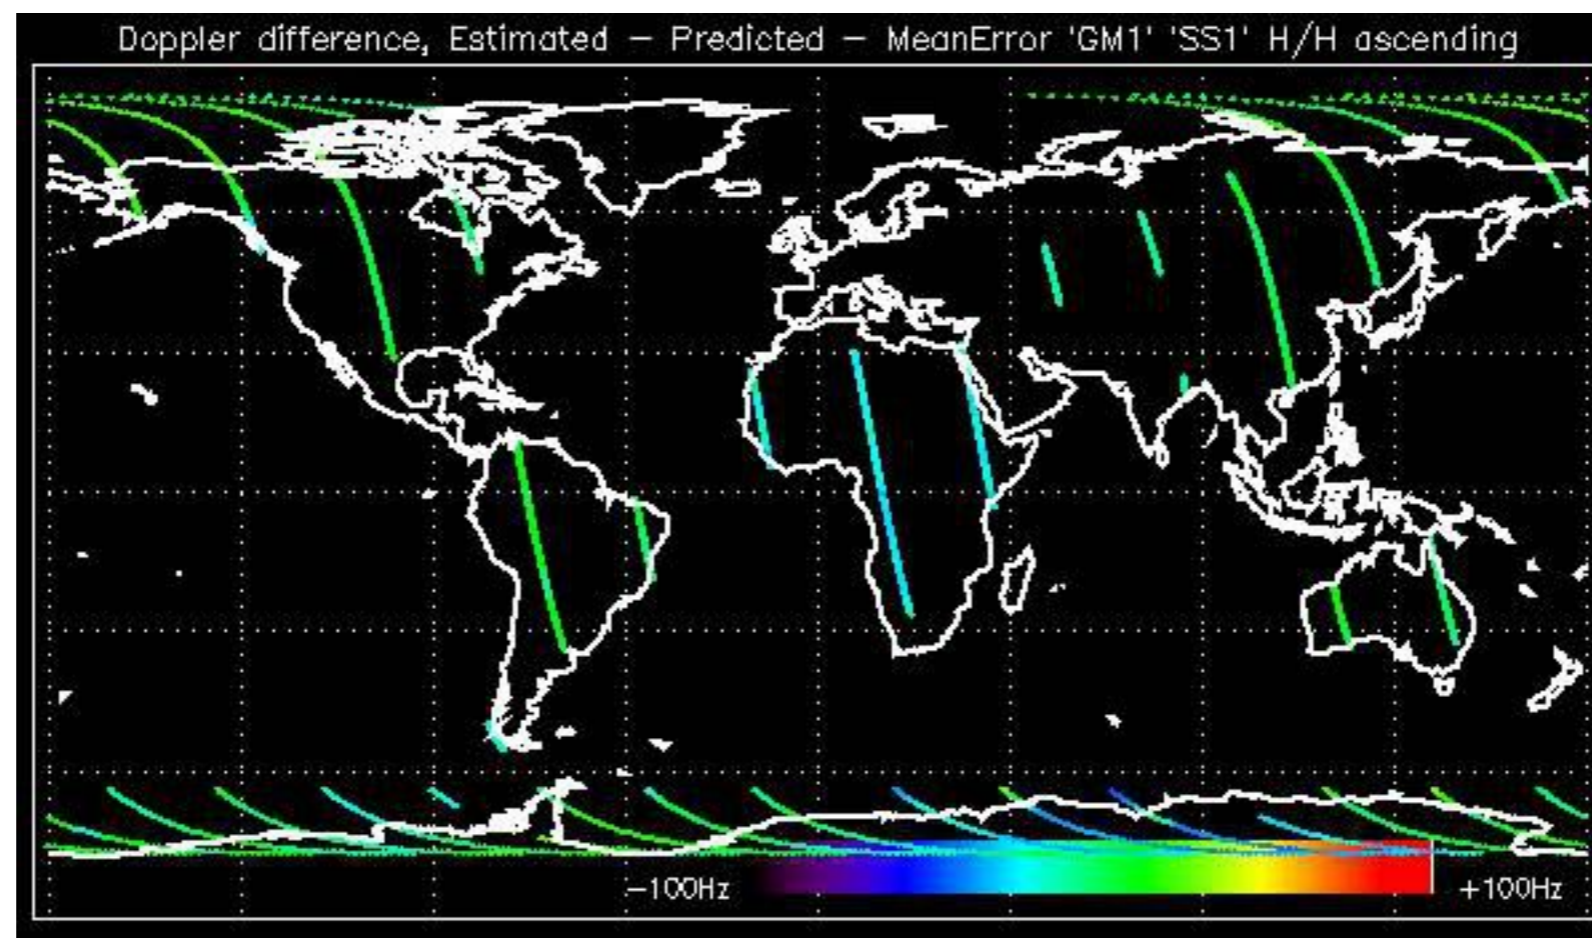 Doppler difference, Estimated – Predicted – MeanError 'GM1' 'SS1' H/H ascending
-100Hz +100Hz